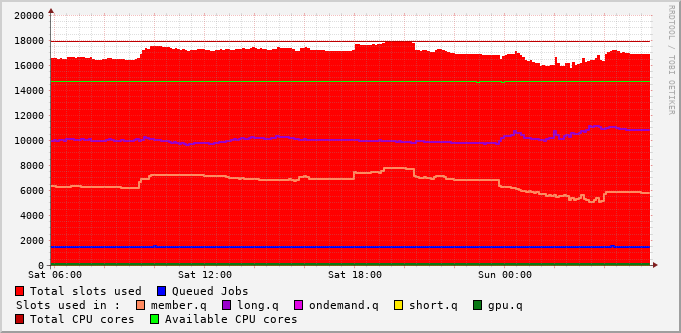 20000
18000
16000
14000
12000
10000
8000
6000
4000
2000
0
Sat 06:00 Sat 12:00 Sat 18:00 Sun 00:00
RRDTOOL / TOBI OETIKER
Total slots used Queued Jobs
Slots used in : member.q long.q ondemand.q short.q gpu.q
Total CPU cores Available CPU cores